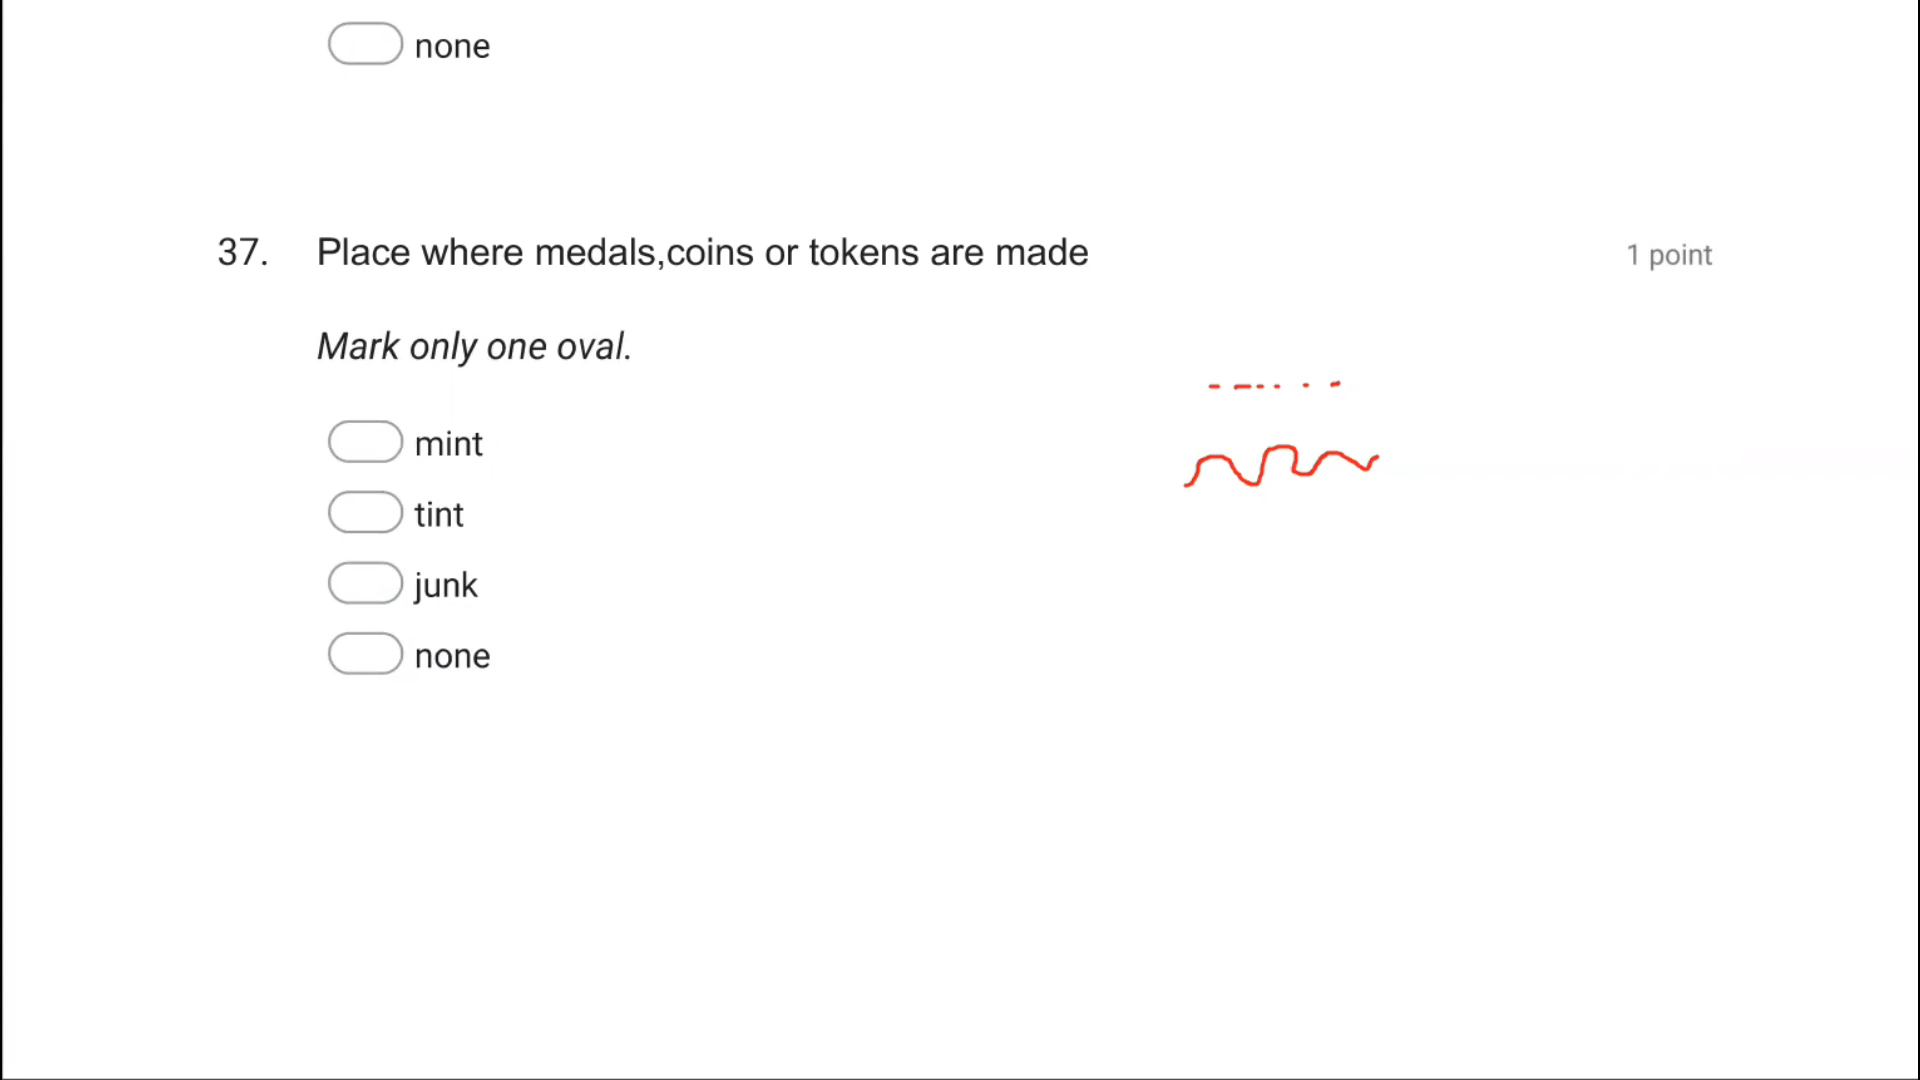 none
37. Place where medals,coins or tokens are made 1 point
Mark only one oval.
mint
tint
junk
none